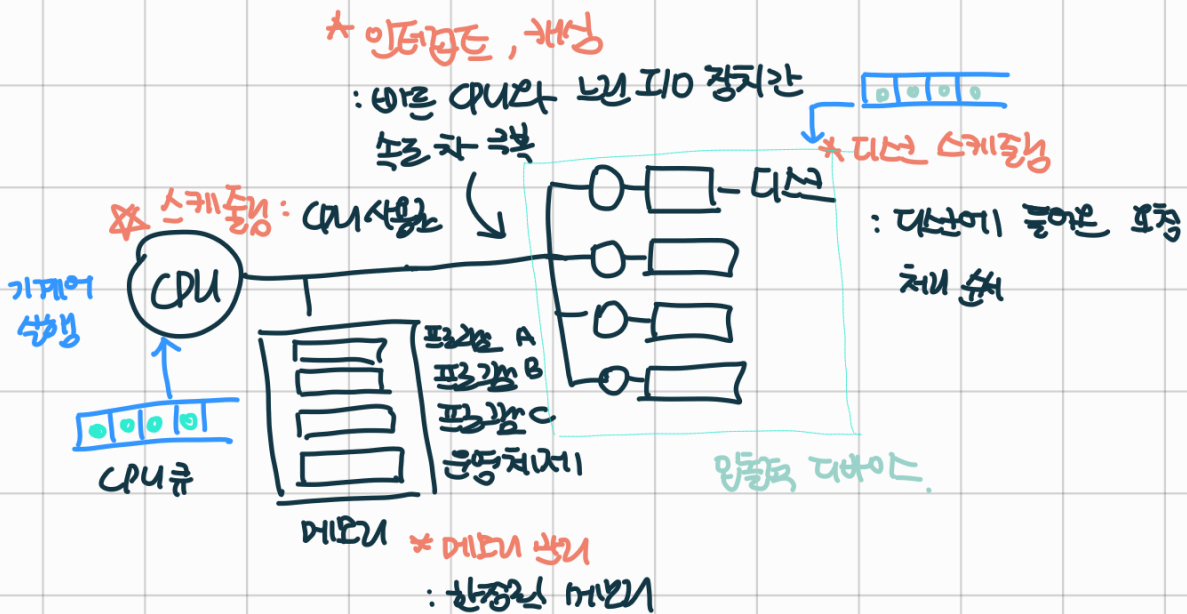 * 인터럽트, 캐싱
: 빠른 CPU와 느린 I/O 장치간
속도 차 극복
* 디스크 스케줄링
: 디스크에 들어온 요청
처리 순서
디스크
☆ 스케줄링:
CPU 사용
CPU
기계어
실행
프로그램 A
프로그램 B
프로그램 C
운영체제
CPU 큐
메모리
입출력 디바이스.
* 메모리 관리
: 한정된 메모리